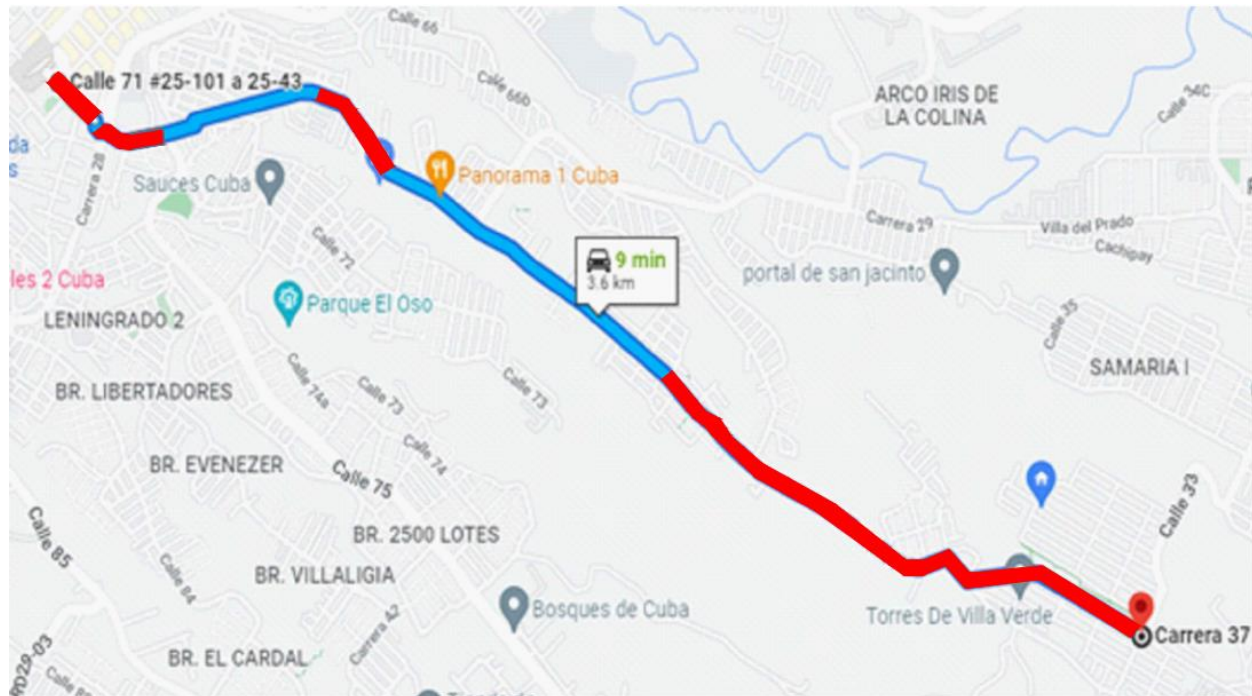 Calle 66
Calle 71 #25-101 a 25-43
Calle 66b
ARCO IRIS DE
LA COLINA
Calle 34C
da
s
Panorama 1 Cuba
Sauces Cuba
Carrera 28
Carrera 29
Villa del Prado
Cachipay
Calle 72
9 min
3.6 km
portal de san jacinto
les 2 Cuba
Parque El Oso
LENINGRADO 2
Calle 35
SAMARIA I
Calle 74a
Calle 73
Calle 73
BR. LIBERTADORES
Calle 74
BR. EVENEZER
Calle 75
Calle 33
Calle 85
BR. 2500 LOTES
BR. VILLALIGIA
Calle 84
Bosques de Cuba
Torres De Villa Verde
Carrera 42
Carrera 37
BR. EL CARDAL
RD29-03